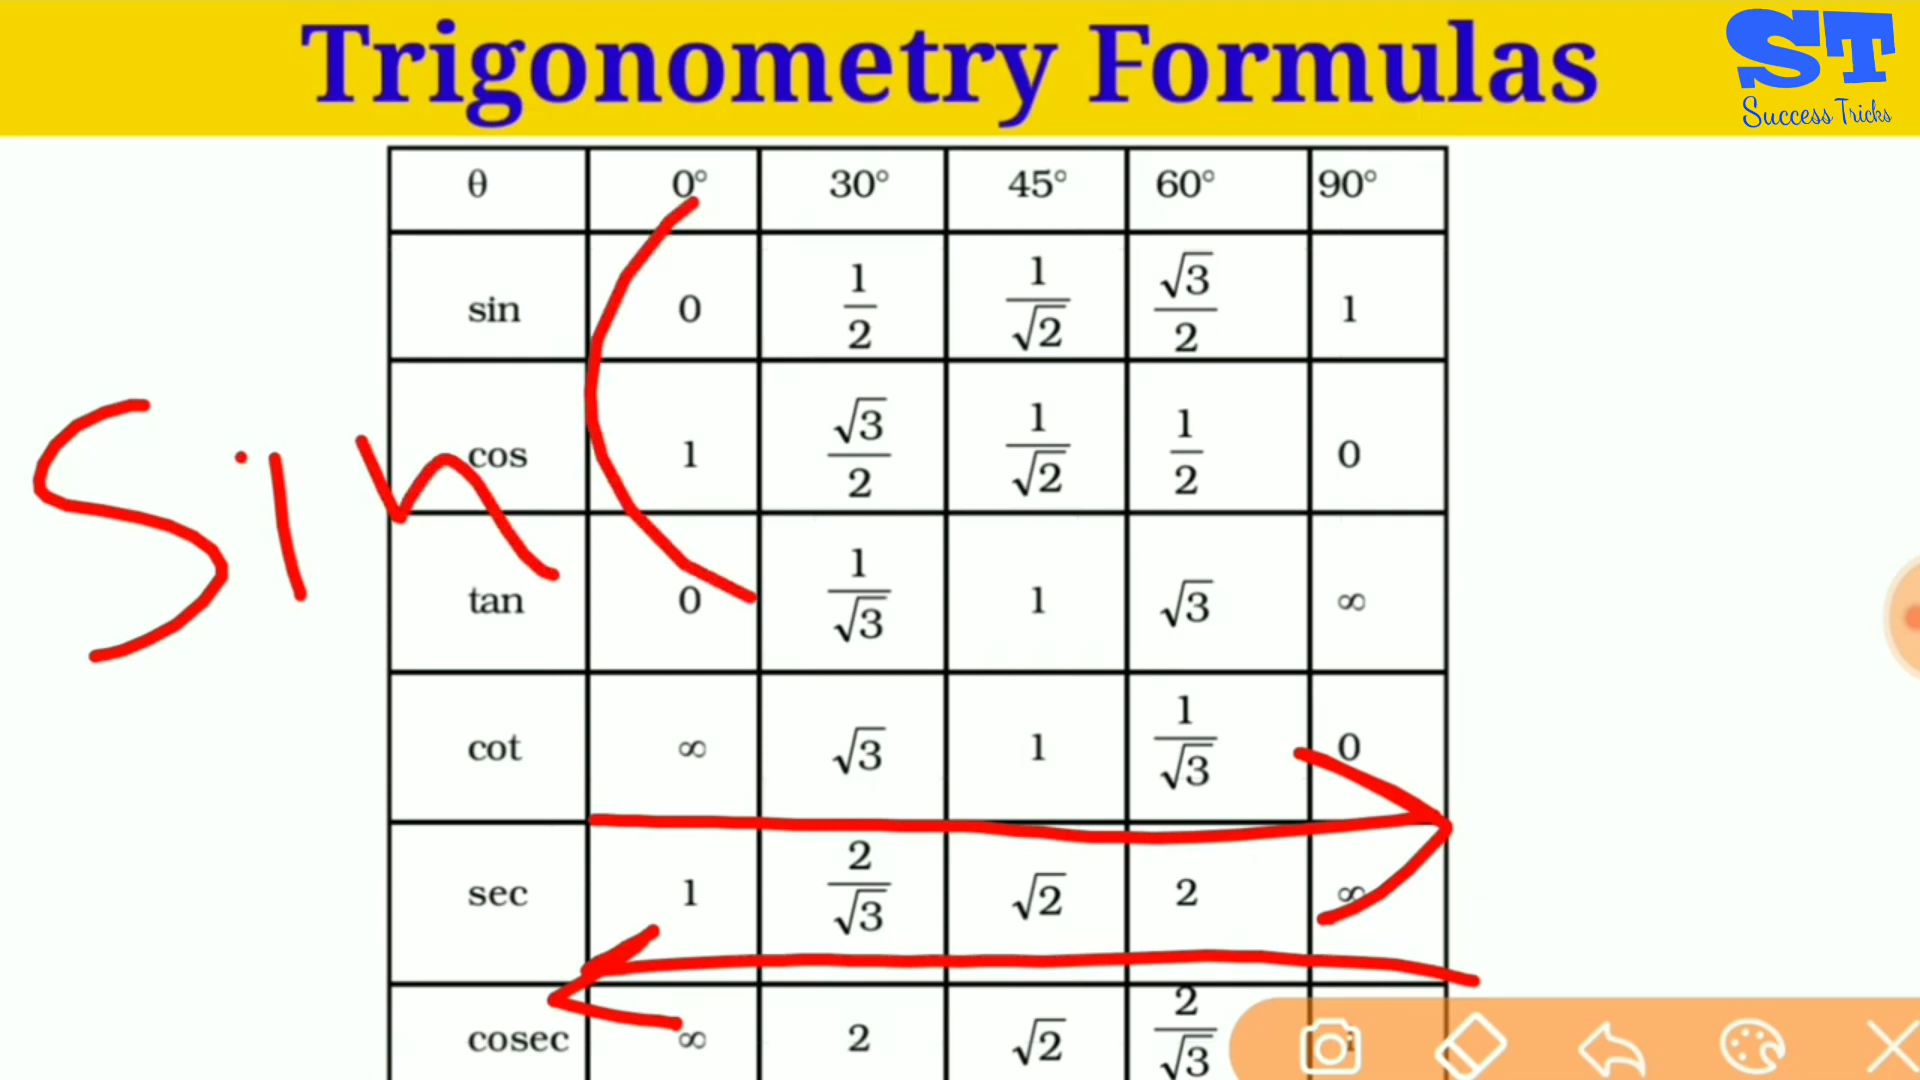 Trigonometry Formulas
ST
Success Tricks
θ 0° 30° 45° 60° 90°
sin 0 1/2 1/√2 √3/2 1
cos 1 √3/2 1/√2 1/2 0
tan 0 1/√3 1 √3 ∞
cot ∞ √3 1 1/√3 0
sec 1 2/√3 √2 2 ∞
cosec ∞ 2 √2 2/√3
Sin